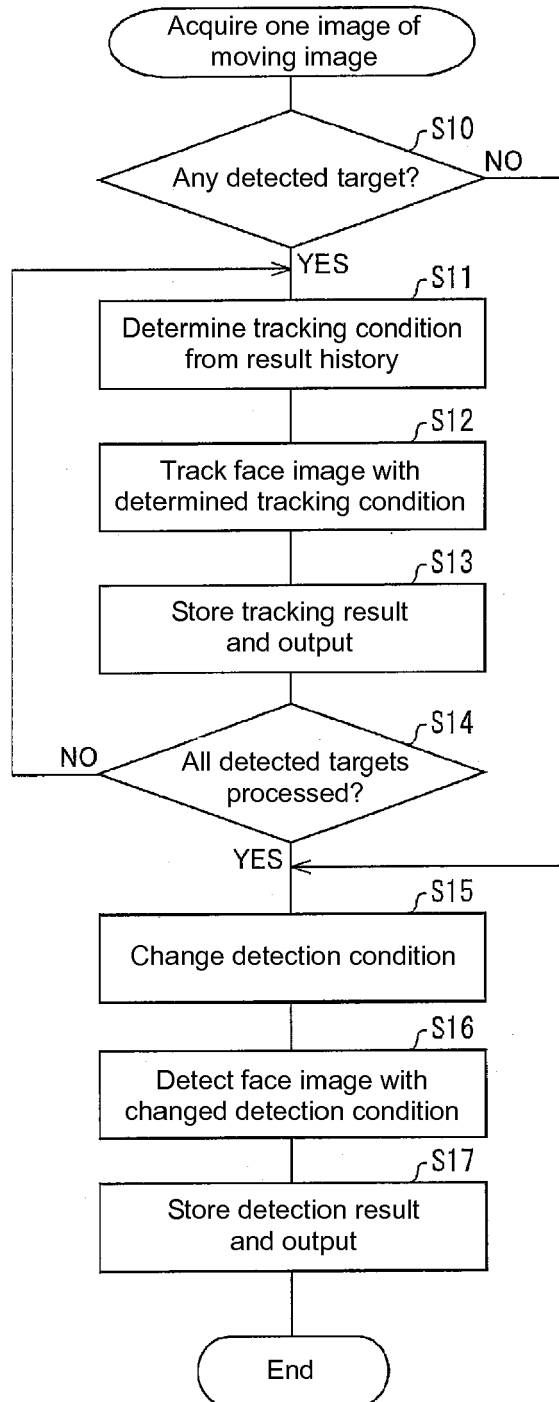 Acquire one image of
moving image
S10
Any detected target?
NO
YES
S11
Determine tracking condition
from result history
S12
Track face image with
determined tracking condition
S13
Store tracking result
and output
S14
NO
All detected targets
processed?
YES
S15
Change detection condition
S16
Detect face image with
changed detection condition
S17
Store detection result
and output
End